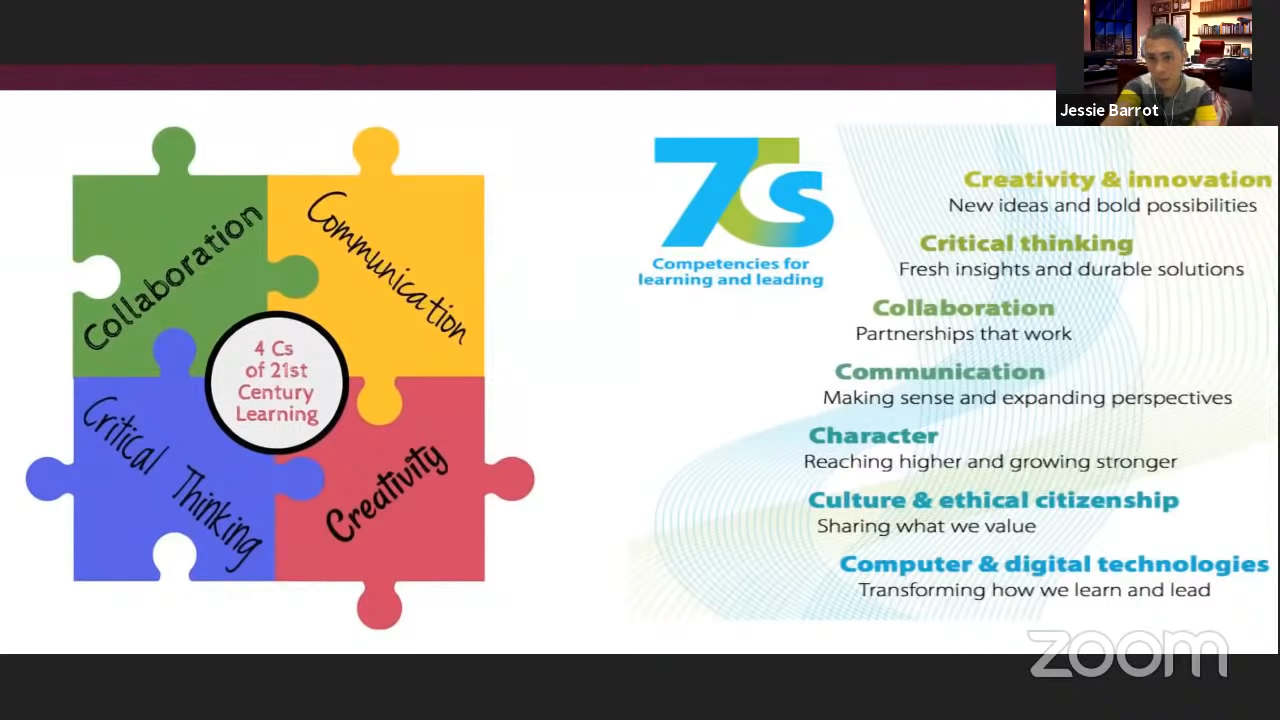 Jessie Barrot
Collaboration
Communication
4 Cs
of 21st
Century
Learning
Critical Thinking
Creativity
7Cs
Competencies for
learning and leading
Creativity & innovation
New ideas and bold possibilities
Critical thinking
Fresh insights and durable solutions
Collaboration
Partnerships that work
Communication
Making sense and expanding perspectives
Character
Reaching higher and growing stronger
Culture & ethical citizenship
Sharing what we value
Computer & digital technologies
Transforming how we learn and lead
zoom